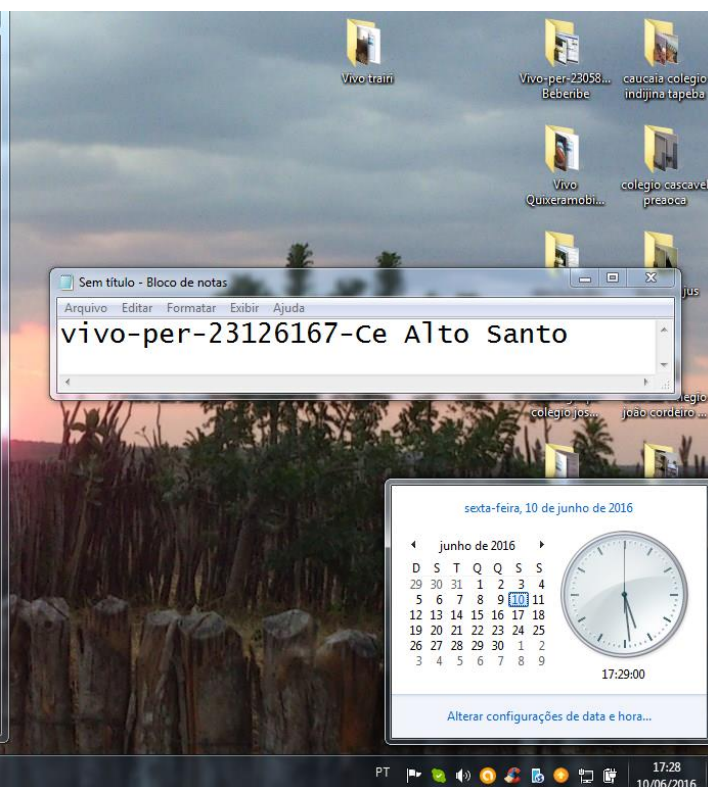 Vivo trairi
Vivo-per-23058...
Beberibe
caucaia colegio
indijina tapeba
Vivo
Quixeramobi...
colegio cascavel
preaoca
Sem título - Bloco de notas
jus
Arquivo Editar Formatar Exibir Ajuda
vivo-per-23126167-Ce Alto Santo
colegio jos...
joão cordeiro ...
sexta-feira, 10 de junho de 2016
junho de 2016
D S T Q Q S S
29 30 31 1 2 3 4
5 6 7 8 9 10 11
12 13 14 15 16 17 18
19 20 21 22 23 24 25
26 27 28 29 30 1 2
3 4 5 6 7 8 9
17:29:00
Alterar configurações de data e hora...
PT
17:28
10/06/2016